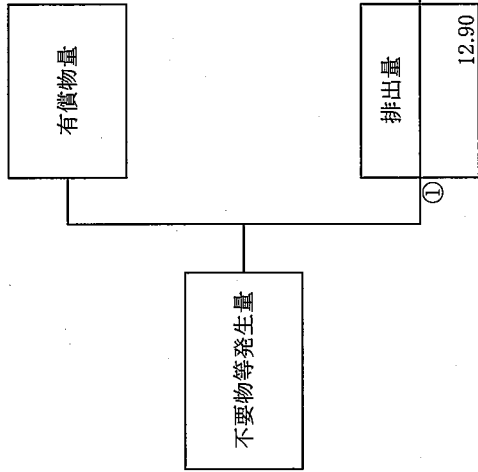 不要物等発生量
有償物量
①
排出量
12.90